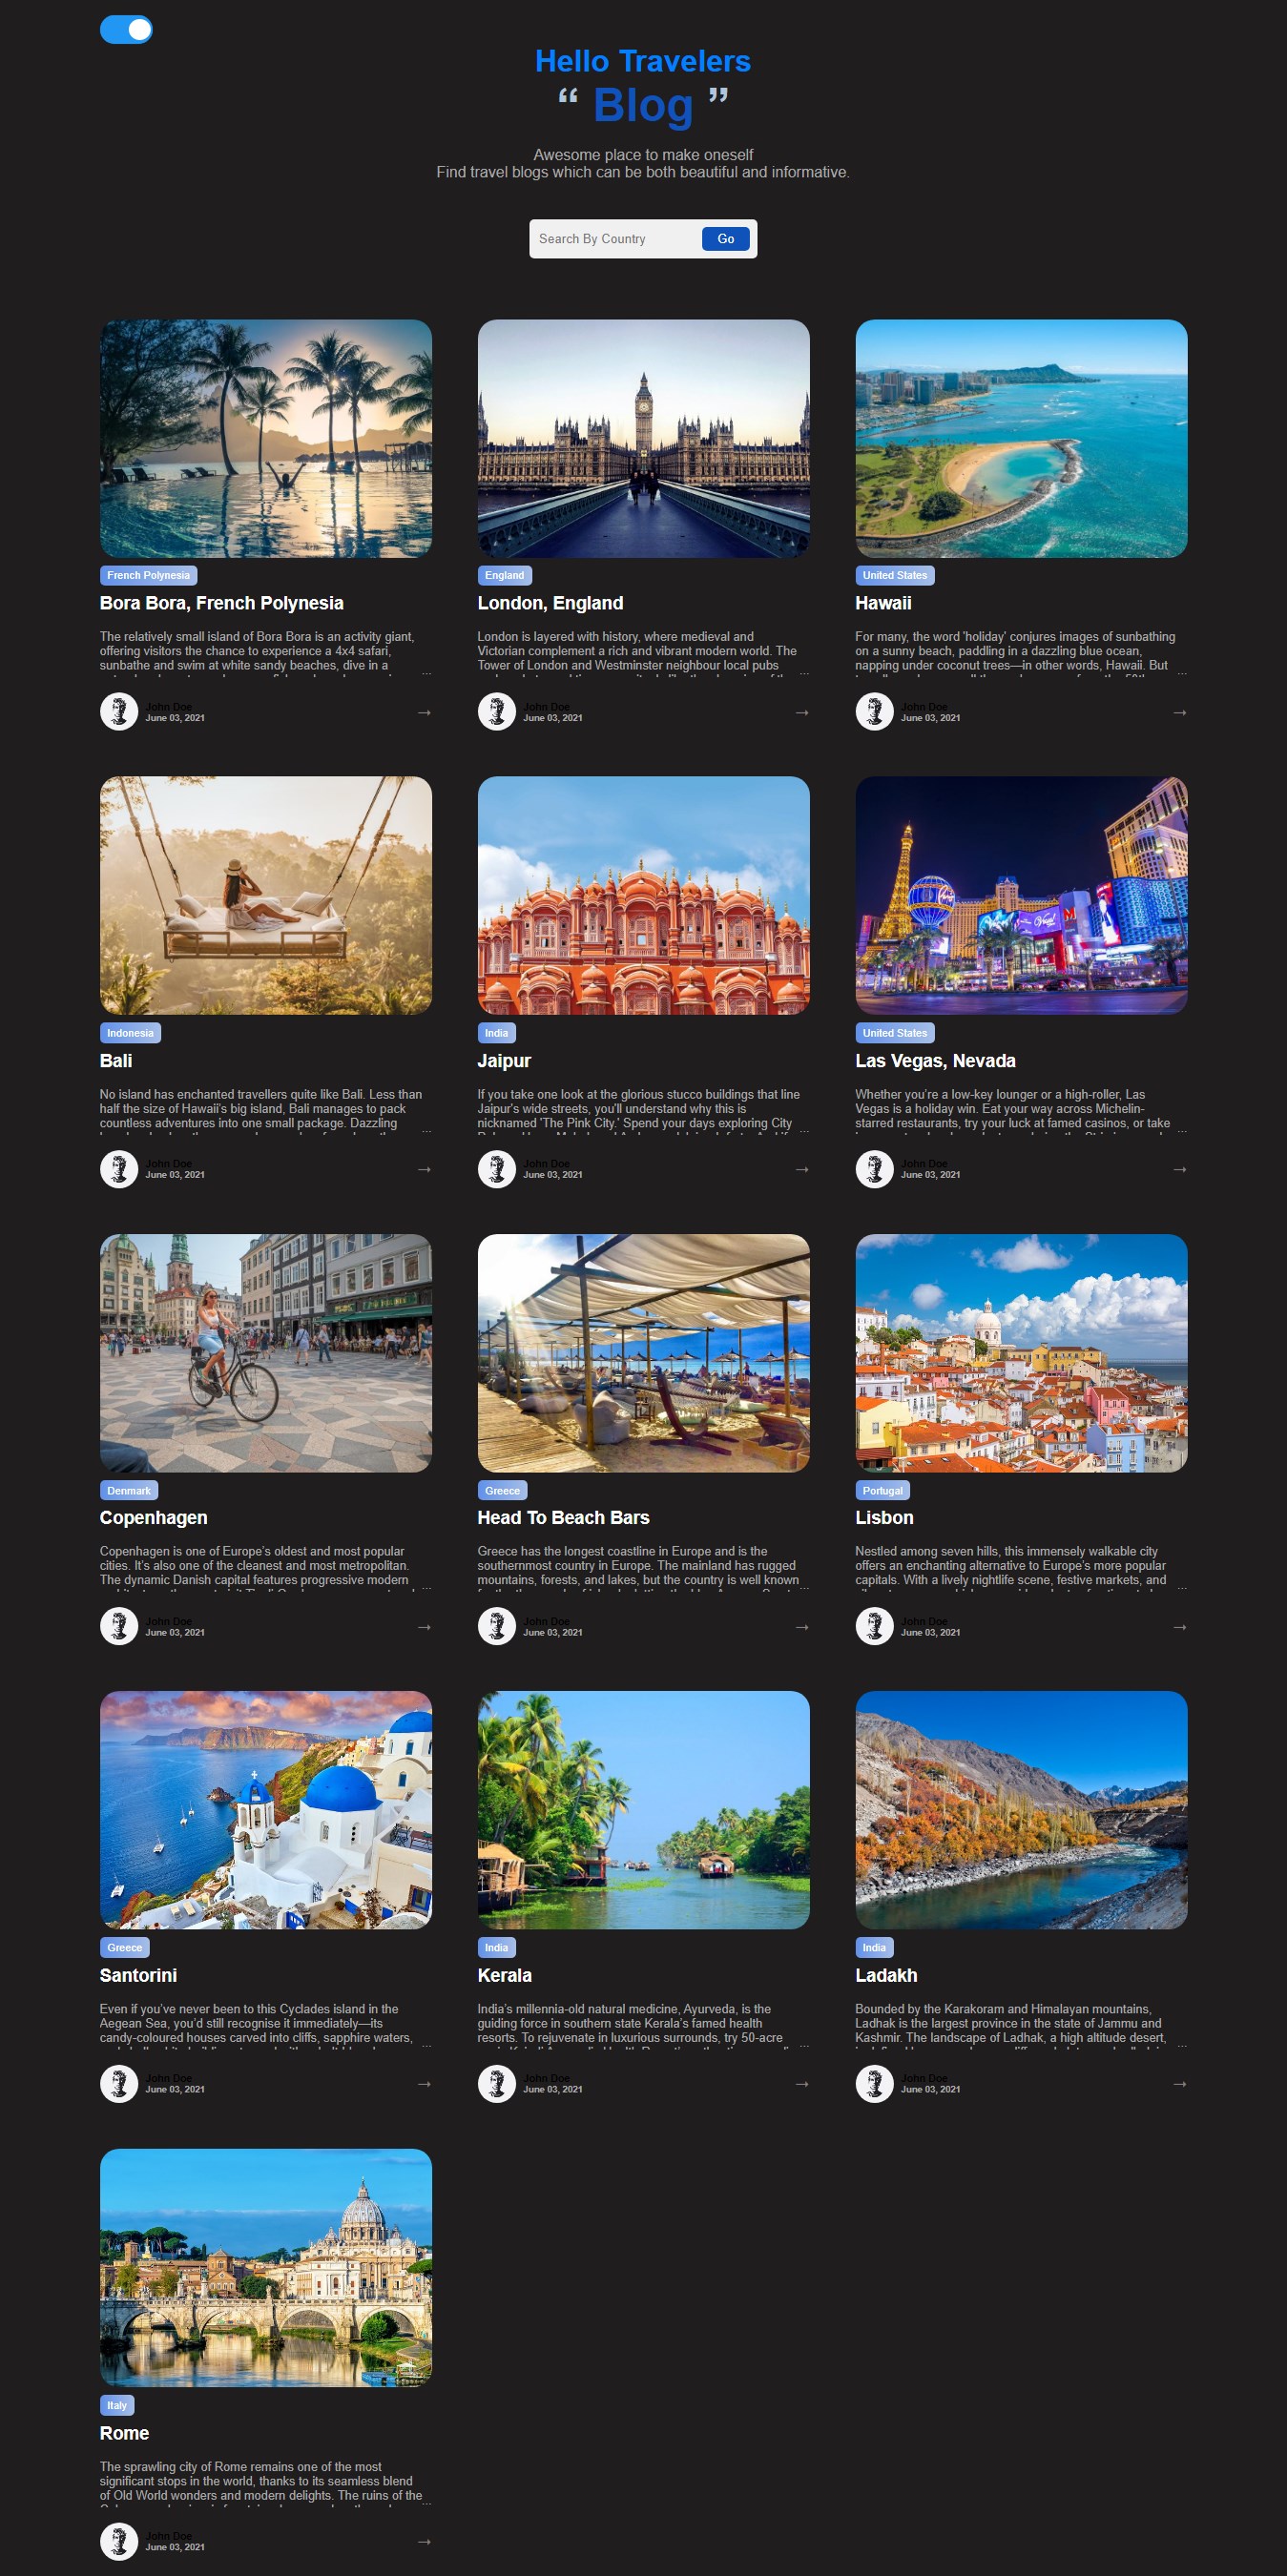 Hello Travelers
“ Blog ”
Awesome place to make oneself
Find travel blogs which can be both beautiful and informative.
Search By Country
Go
French Polynesia
Bora Bora, French Polynesia
The relatively small island of Bora Bora is an activity giant,
offering visitors the chance to experience a 4x4 safari,
sunbathe and swim at white sandy beaches, dive in a
...
John Doe
June 03, 2021
→
England
London, England
London is layered with history, where medieval and
Victorian complement a rich and vibrant modern world. The
Tower of London and Westminster neighbour local pubs
...
John Doe
June 03, 2021
→
United States
Hawaii
For many, the word 'holiday' conjures images of sunbathing
on a sunny beach, paddling in a dazzling blue ocean,
napping under coconut trees—in other words, Hawaii. But
...
John Doe
June 03, 2021
→
Indonesia
Bali
No island has enchanted travellers quite like Bali. Less than
half the size of Hawaii's big island, Bali manages to pack
countless adventures into one small package. Dazzling
...
John Doe
June 03, 2021
→
India
Jaipur
If you take one look at the glorious stucco buildings that line
Jaipur's wide streets, you'll understand why this is
nicknamed 'The Pink City.' Spend your days exploring City
...
John Doe
June 03, 2021
→
United States
Las Vegas, Nevada
Whether you're a low-key lounger or a high-roller, Las
Vegas is a holiday win. Eat your way across Michelin-
starred restaurants, try your luck at famed casinos, or take
...
John Doe
June 03, 2021
→
Denmark
Copenhagen
Copenhagen is one of Europe's oldest and most popular
cities. It's also one of the cleanest and most metropolitan.
The dynamic Danish capital features progressive modern
...
John Doe
June 03, 2021
→
Greece
Head To Beach Bars
Greece has the longest coastline in Europe and is the
southernmost country in Europe. The mainland has rugged
mountains, forests, and lakes, but the country is well known
...
John Doe
June 03, 2021
→
Portugal
Lisbon
Nestled among seven hills, this immensely walkable city
offers an enchanting alternative to Europe's more popular
capitals. With a lively nightlife scene, festive markets, and
...
John Doe
June 03, 2021
→
Greece
Santorini
Even if you've never been to this Cyclades island in the
Aegean Sea, you'd still recognise it immediately—its
candy-coloured houses carved into cliffs, sapphire waters,
...
John Doe
June 03, 2021
→
India
Kerala
India's millennia-old natural medicine, Ayurveda, is the
guiding force in southern state Kerala's famed health
resorts. To rejuvenate in luxurious surrounds, try 50-acre
...
John Doe
June 03, 2021
→
India
Ladakh
Bounded by the Karakoram and Himalayan mountains,
Ladhak is the largest province in the state of Jammu and
Kashmir. The landscape of Ladhak, a high altitude desert,
...
John Doe
June 03, 2021
→
Italy
Rome
The sprawling city of Rome remains one of the most
significant stops in the world, thanks to its seamless blend
of Old World wonders and modern delights. The ruins of the
...
John Doe
June 03, 2021
→